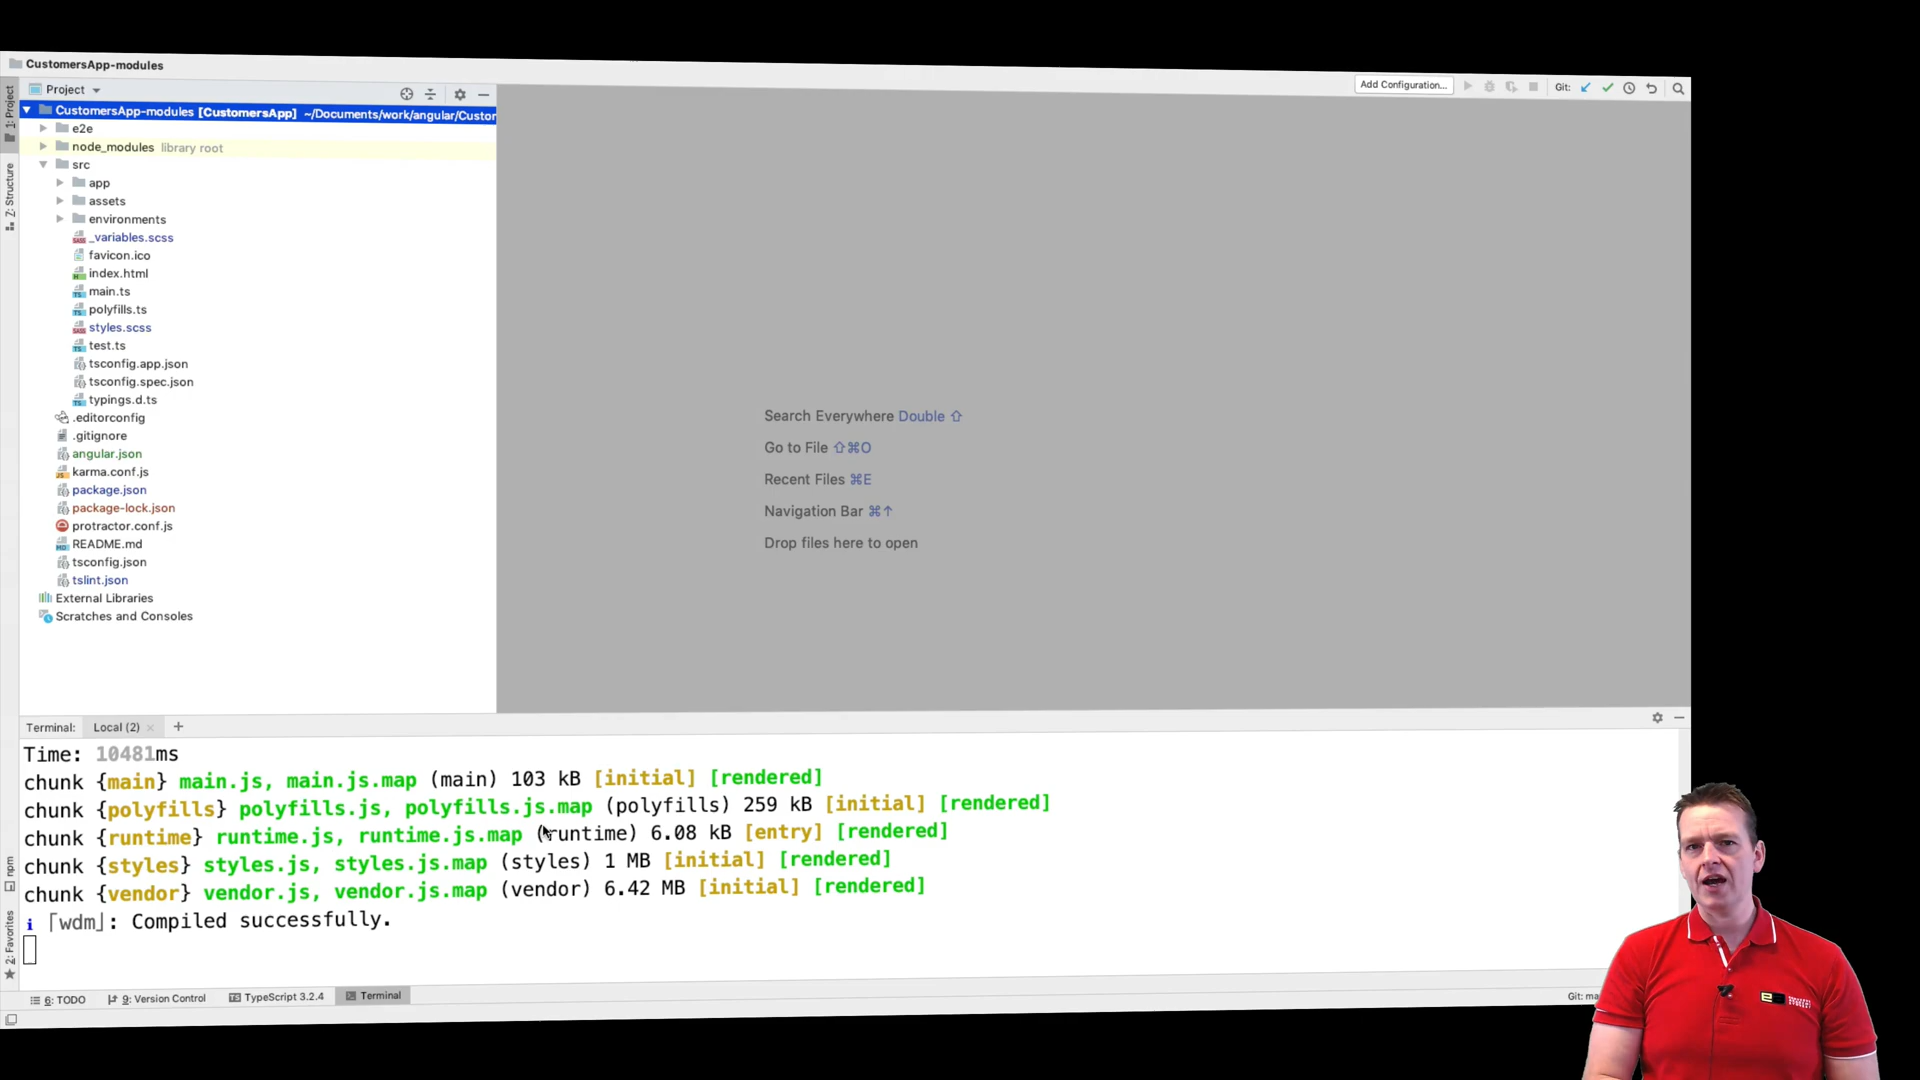 CustomersApp-modules
Project
Add Configuration...
Git:
CustomersApp-modules [CustomersApp] ~/Documents/work/angular/Custor
e2e
node_modules library root
src
app
assets
environments
_variables.scss
favicon.ico
index.html
main.ts
polyfills.ts
styles.scss
test.ts
tsconfig.app.json
tsconfig.spec.json
typings.d.ts
.editorconfig
.gitignore
angular.json
karma.conf.js
package.json
package-lock.json
protractor.conf.js
README.md
tsconfig.json
tslint.json
External Libraries
Scratches and Consoles
1: Project
Z: Structure
npm
2: Favorites
Search Everywhere Double ⇧
Go to File ⇧⌘O
Recent Files ⌘E
Navigation Bar ⌘↑
Drop files here to open
Terminal: Local (2) × +
Time: 10481ms
chunk {main} main.js, main.js.map (main) 103 kB [initial] [rendered]
chunk {polyfills} polyfills.js, polyfills.js.map (polyfills) 259 kB [initial] [rendered]
chunk {runtime} runtime.js, runtime.js.map (runtime) 6.08 kB [entry] [rendered]
chunk {styles} styles.js, styles.js.map (styles) 1 MB [initial] [rendered]
chunk {vendor} vendor.js, vendor.js.map (vendor) 6.42 MB [initial] [rendered]
i ｢wdm｣: Compiled successfully.
6: TODO 9: Version Control TypeScript 3.2.4 Terminal
Git: ma